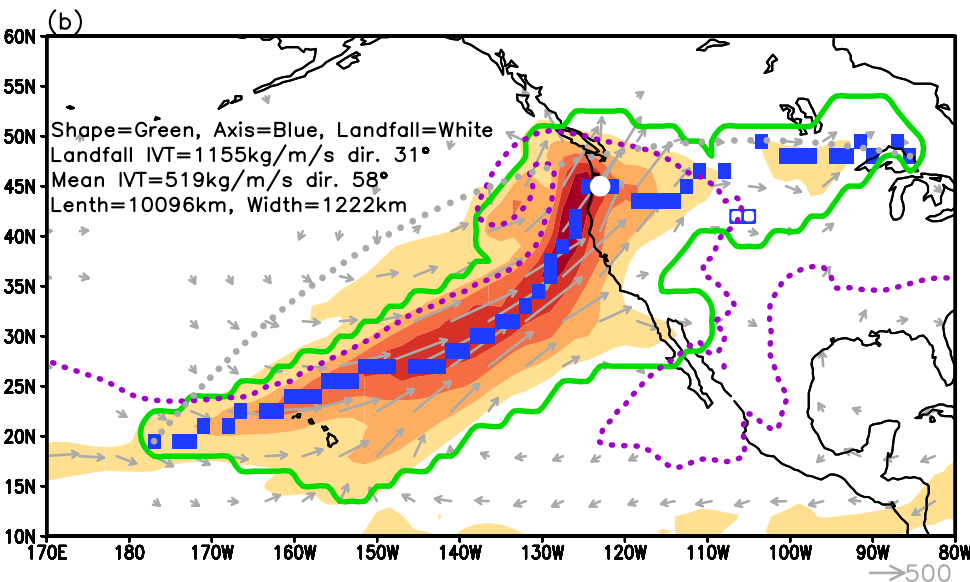 (b)
60N
55N
50N
45N
40N
35N
30N
25N
20N
15N
10N
Shape=Green, Axis=Blue, Landfall=White
Landfall IVT=1155kg/m/s dir. 31°
Mean IVT=519kg/m/s dir. 58°
Lenth=10096km, Width=1222km
170E 180 170W 160W 150W 140W 130W 120W 110W 100W 90W 80W
500